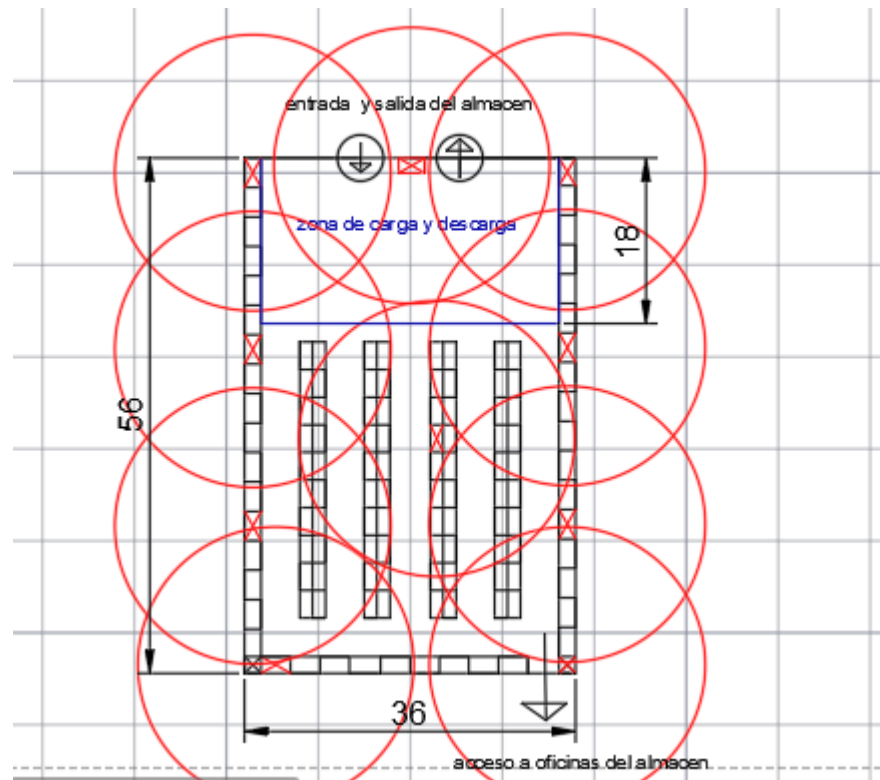 entrada y salida del almacen
zona de carga y descarga
18
56
36
acceso a oficinas del almacen